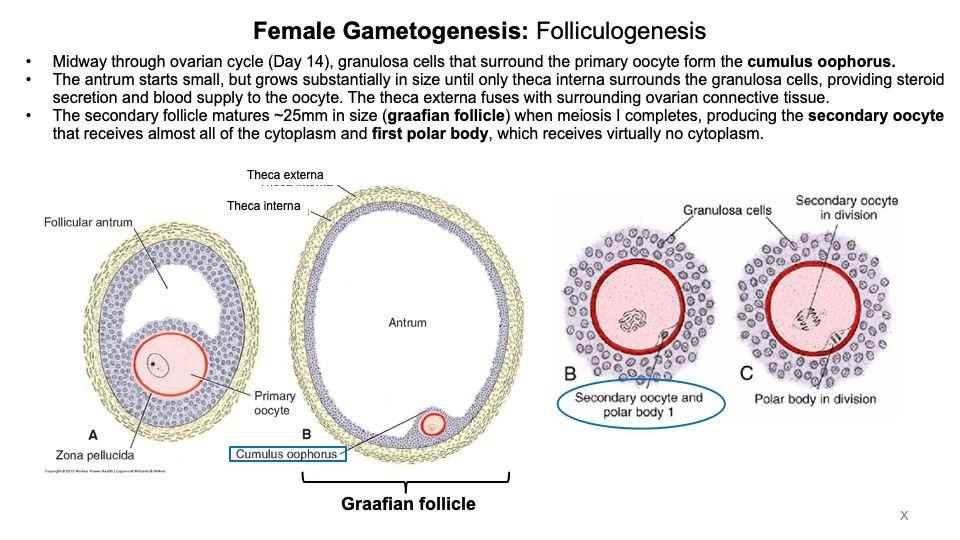 Female Gametogenesis: Folliculogenesis
• Midway through ovarian cycle (Day 14), granulosa cells that surround the primary oocyte form the cumulus oophorus.
• The antrum starts small, but grows substantially in size until only theca interna surrounds the granulosa cells, providing steroid
secretion and blood supply to the oocyte. The theca externa fuses with surrounding ovarian connective tissue.
• The secondary follicle matures ~25mm in size (graafian follicle) when meiosis I completes, producing the secondary oocyte
that receives almost all of the cytoplasm and first polar body, which receives virtually no cytoplasm.
Theca externa
Theca interna
Follicular antrum
Antrum
Primary
oocyte
A
B
Zona pellucida
Cumulus oophorus
Copyright © 2010 Wolters Kluwer Health | Lippincott Williams & Wilkins
Graafian follicle
Granulosa cells
Secondary oocyte
in division
B
C
Secondary oocyte and
polar body 1
Polar body in division
X